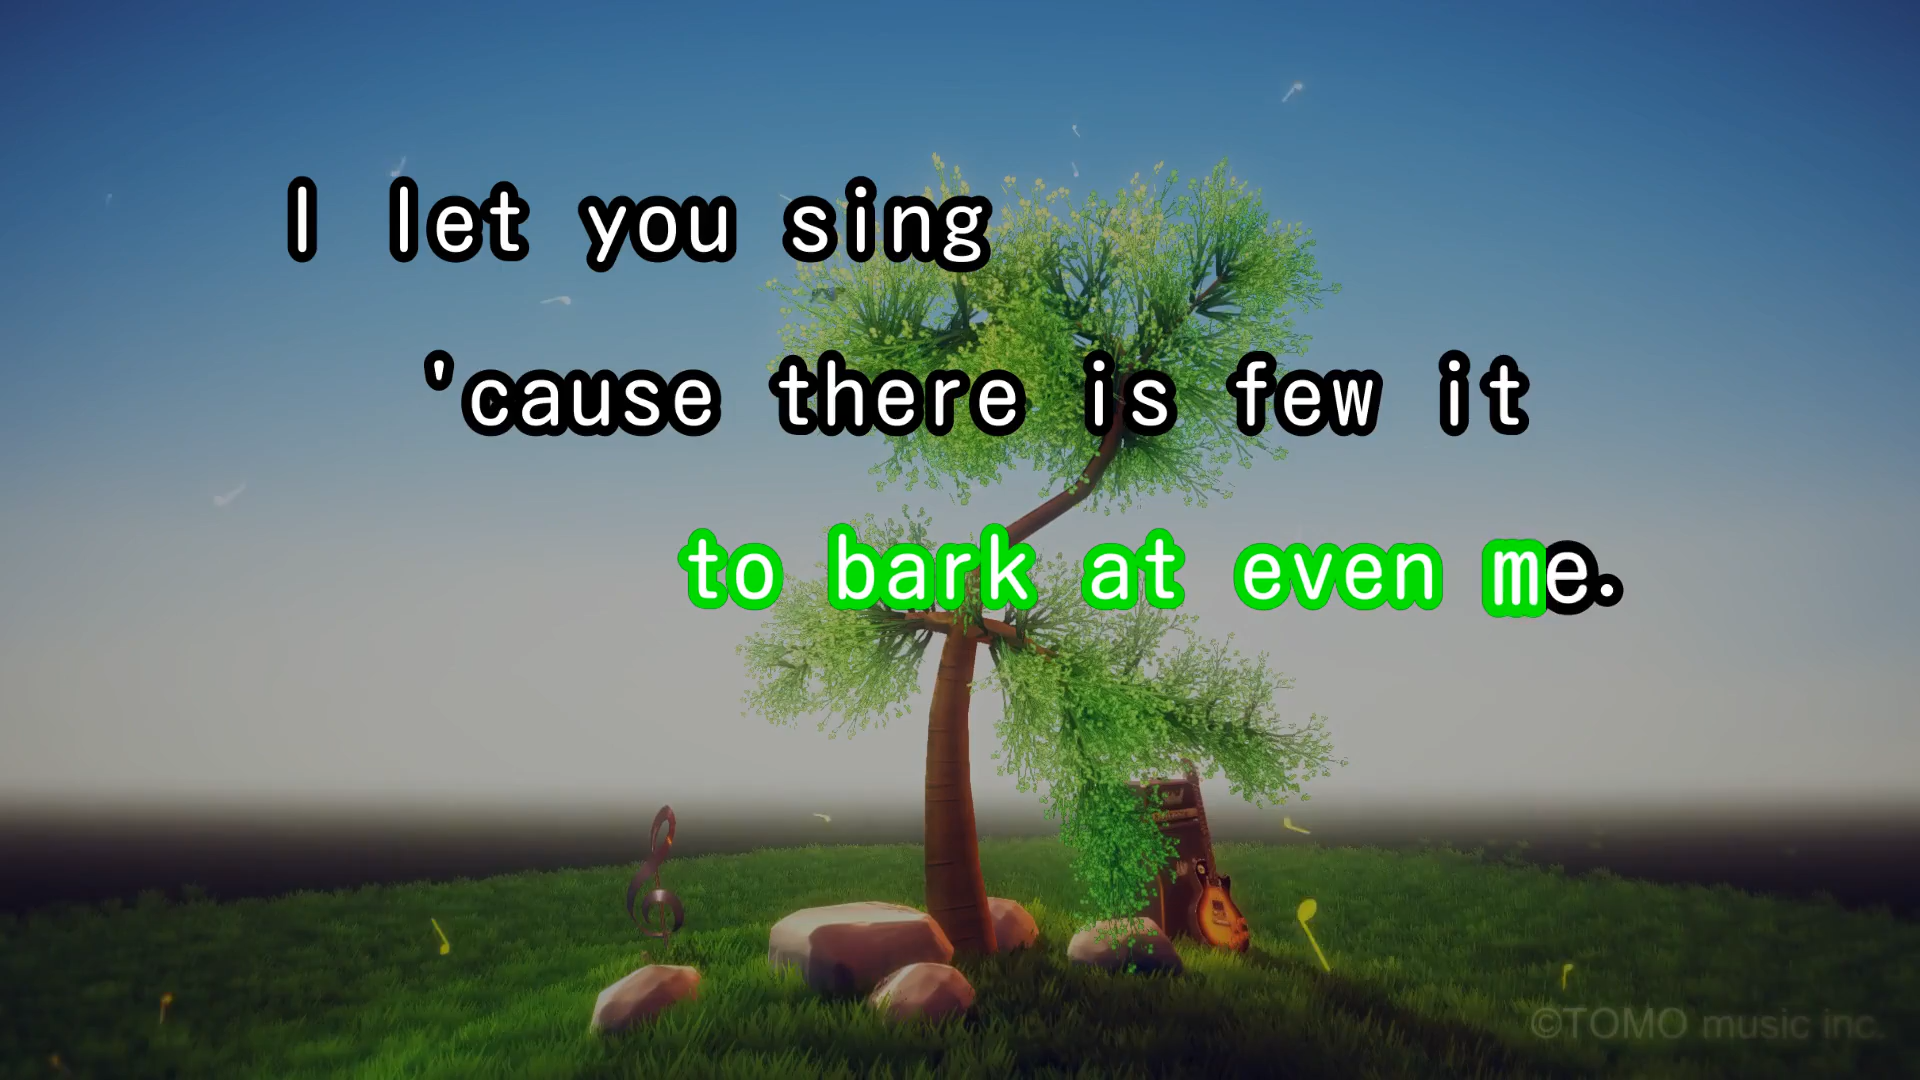 I let you sing
'cause there is few it
to bark at even me.
©TOMO music inc.